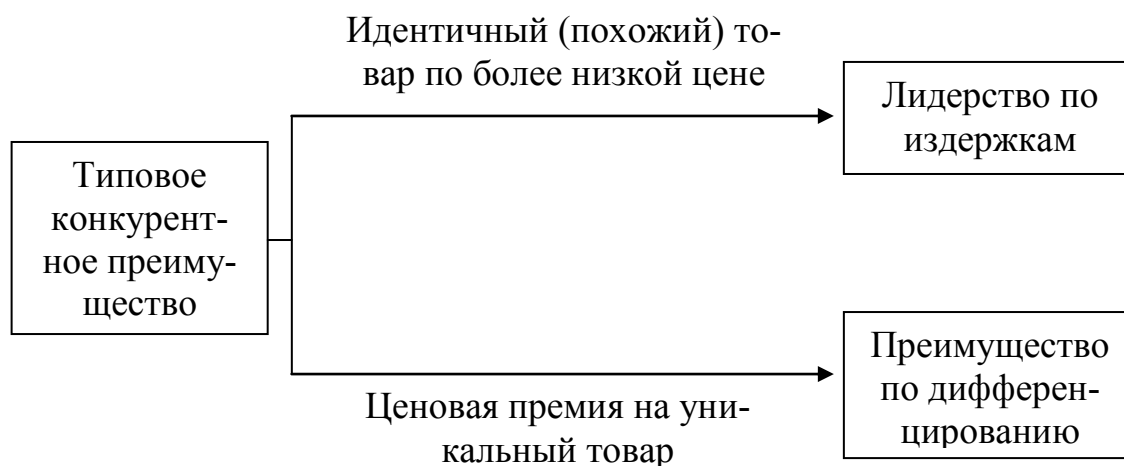 Идентичный (похожий) то-
вар по более низкой цене
Лидерство по
издержкам
Типовое
конкурент-
ное преиму-
щество
Преимущество
по дифферен-
цированию
Ценовая премия на уни-
кальный товар